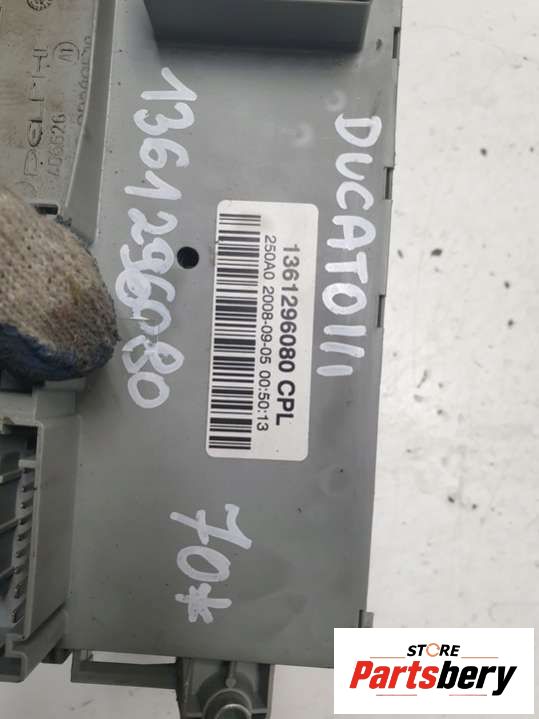 DELPHI
1361296080
DUCATO III
1361296080 CPL
250A0 2008-09-05 00:50:13
70*
STORE
Partsbery